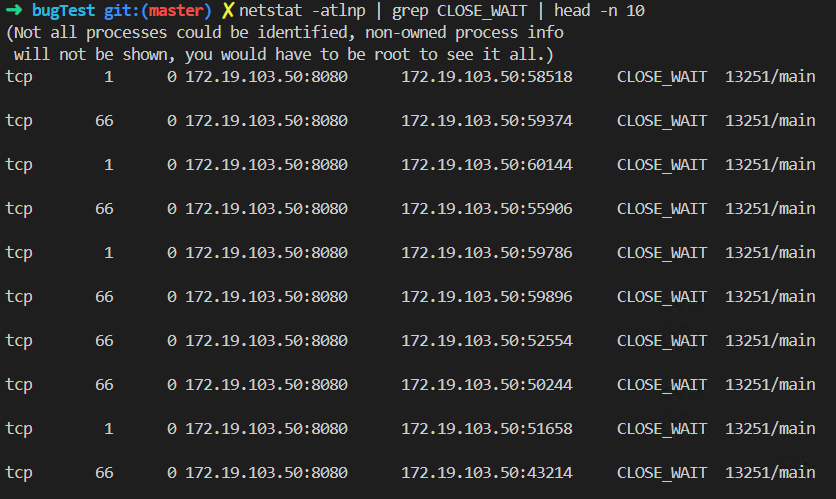 ➜ bugTest git:(master) ✗ netstat -atlnp | grep CLOSE_WAIT | head -n 10
(Not all processes could be identified, non-owned process info
 will not be shown, you would have to be root to see it all.)
tcp        1      0 172.19.103.50:8080      172.19.103.50:58518     CLOSE_WAIT  13251/main
tcp       66      0 172.19.103.50:8080      172.19.103.50:59374     CLOSE_WAIT  13251/main
tcp        1      0 172.19.103.50:8080      172.19.103.50:60144     CLOSE_WAIT  13251/main
tcp       66      0 172.19.103.50:8080      172.19.103.50:55906     CLOSE_WAIT  13251/main
tcp        1      0 172.19.103.50:8080      172.19.103.50:59786     CLOSE_WAIT  13251/main
tcp       66      0 172.19.103.50:8080      172.19.103.50:59896     CLOSE_WAIT  13251/main
tcp       66      0 172.19.103.50:8080      172.19.103.50:52554     CLOSE_WAIT  13251/main
tcp       66      0 172.19.103.50:8080      172.19.103.50:50244     CLOSE_WAIT  13251/main
tcp        1      0 172.19.103.50:8080      172.19.103.50:51658     CLOSE_WAIT  13251/main
tcp       66      0 172.19.103.50:8080      172.19.103.50:43214     CLOSE_WAIT  13251/main